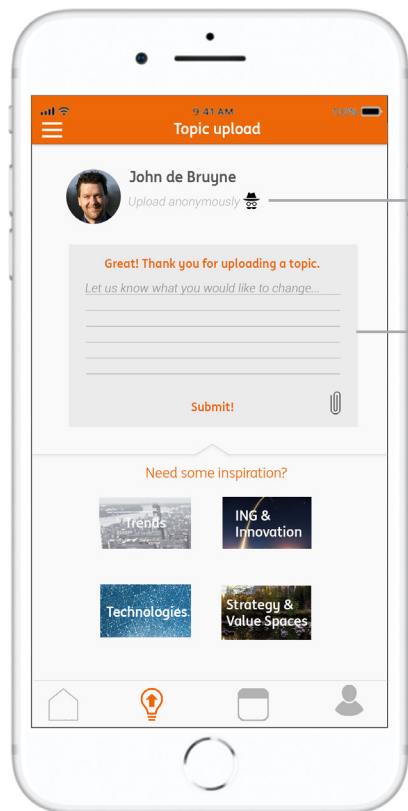 9:41 AM
100%
Topic upload
John de Bruyne
Upload anonymously
Great! Thank you for uploading a topic.
Let us know what you would like to change...
Submit!
Need some inspiration?
Trends
ING &
Innovation
Technologies
Strategy &
Value Spaces